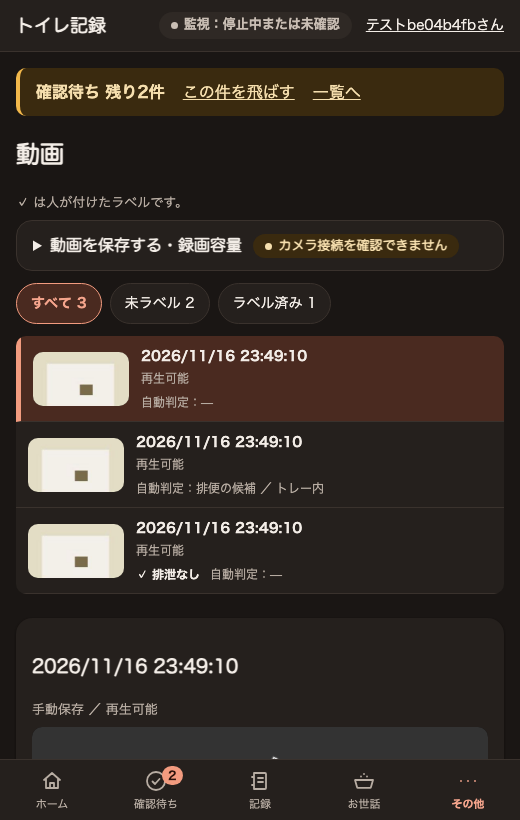 トイレ記録
監視：停止中または未確認
テストbe04b4fbさん
確認待ち 残り2件 この件を飛ばす 一覧へ
動画
✓ は人が付けたラベルです。
▶ 動画を保存する・録画容量 カメラ接続を確認できません
すべて 3 未ラベル 2 ラベル済み 1
2026/11/16 23:49:10
再生可能
自動判定：—
2026/11/16 23:49:10
再生可能
自動判定：排便の候補 ／ トレー内
2026/11/16 23:49:10
再生可能
✓ 排泄なし 自動判定：—
2026/11/16 23:49:10
手動保存 ／ 再生可能
2
ホーム 確認待ち 記録 お世話 その他